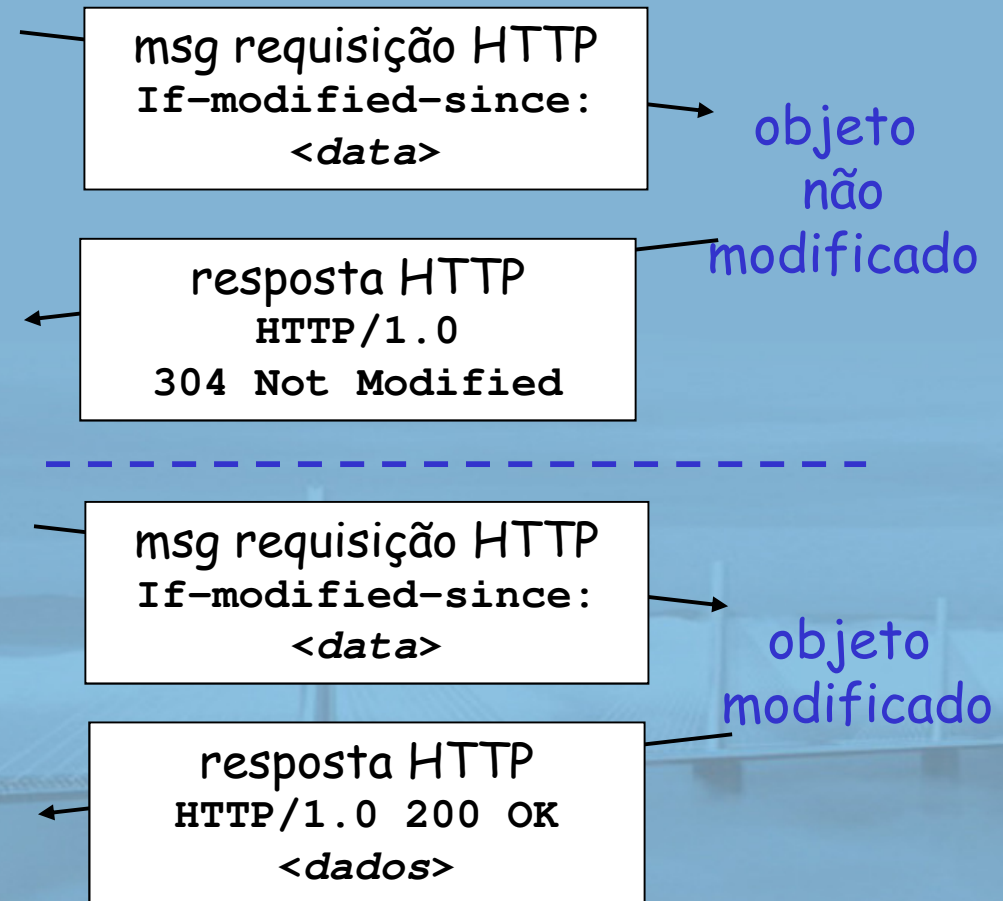 msg requisição HTTP
If-modified-since:
<data>
objeto
não
modificado
resposta HTTP
HTTP/1.0
304 Not Modified
msg requisição HTTP
If-modified-since:
<data>
objeto
modificado
resposta HTTP
HTTP/1.0 200 OK
<dados>